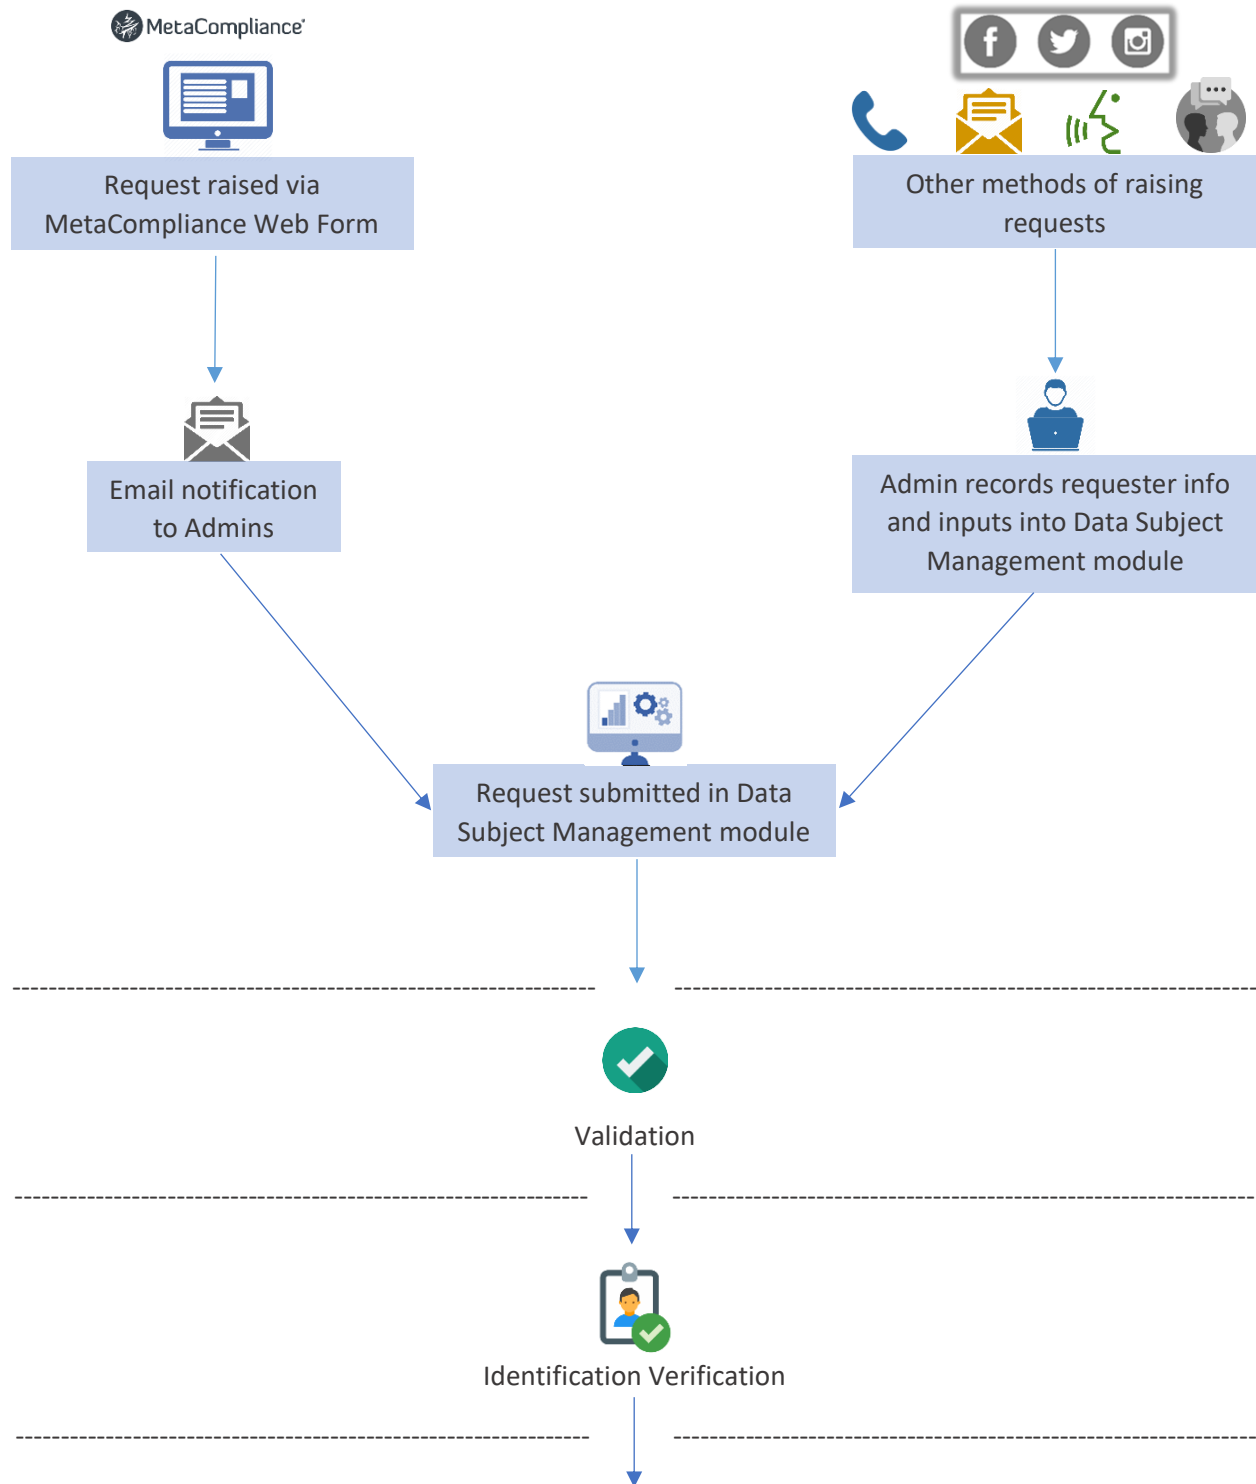 MetaCompliance®
Request raised via
MetaCompliance Web Form
Other methods of raising
requests
Email notification
to Admins
Admin records requester info
and inputs into Data Subject
Management module
Request submitted in Data
Subject Management module
Validation
Identification Verification